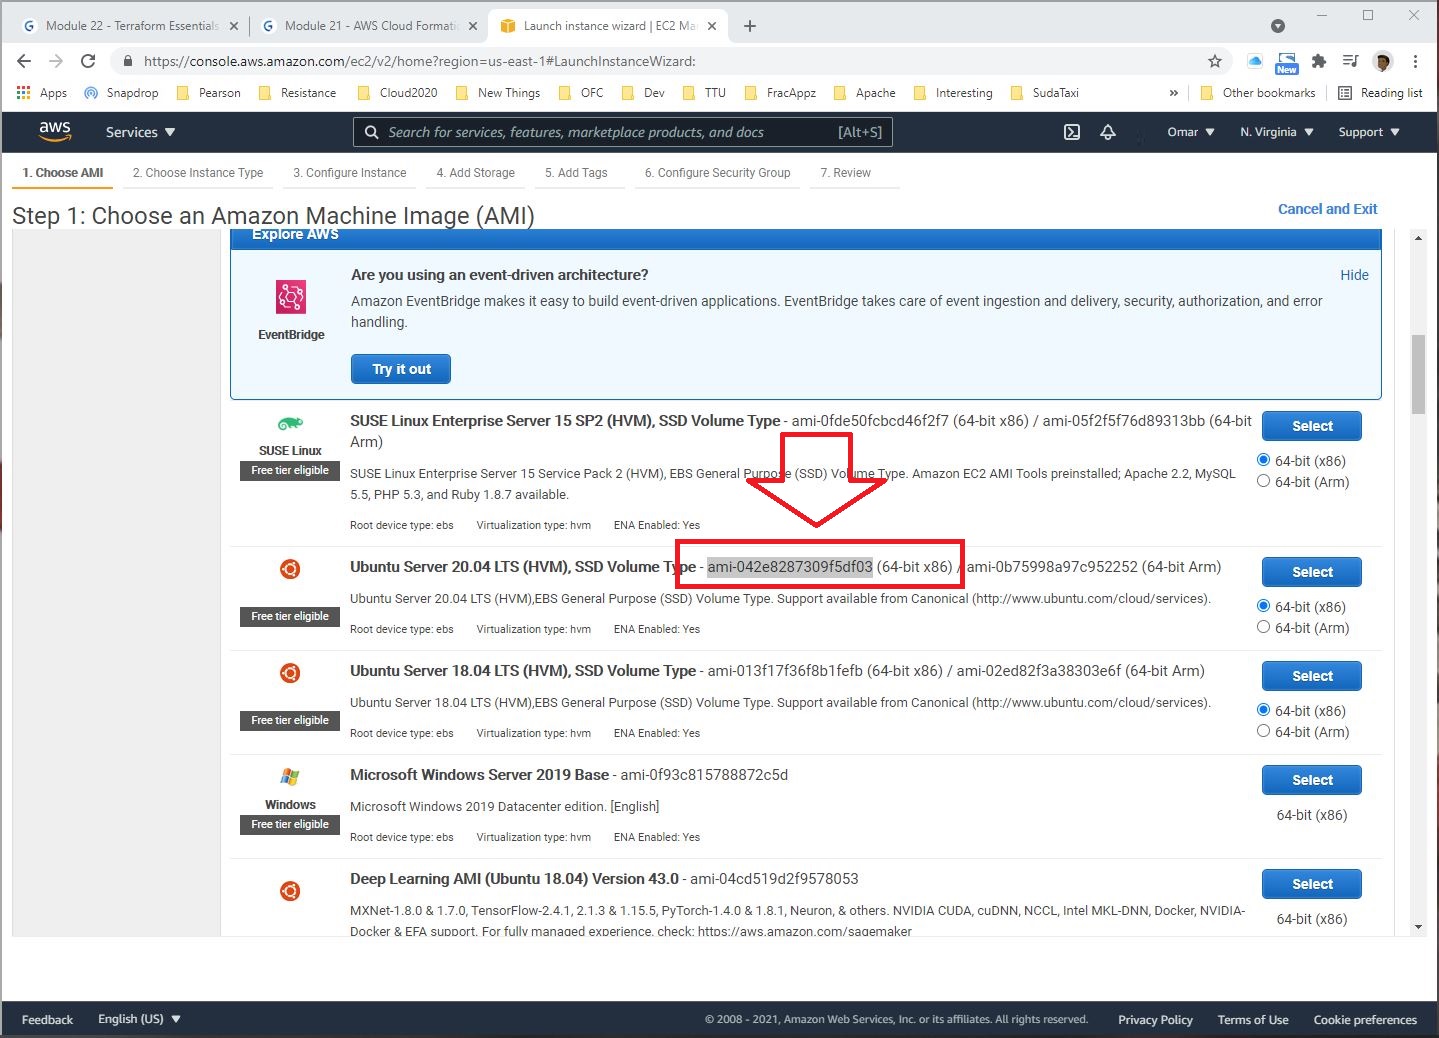 Module 22 - Terraform Essentials
Module 21 - AWS Cloud Formati
Launch instance wizard | EC2 Ma
https://console.aws.amazon.com/ec2/v2/home?region=us-east-1#LaunchInstanceWizard:
New
Apps Snapdrop Pearson Resistance Cloud2020 New Things OFC Dev TTU FracAppz Apache Interesting SudaTaxi » Other bookmarks Reading list
aws Services Search for services, features, marketplace products, and docs [Alt+S] Omar N. Virginia Support
1. Choose AMI 2. Choose Instance Type 3. Configure Instance 4. Add Storage 5. Add Tags 6. Configure Security Group 7. Review
Step 1: Choose an Amazon Machine Image (AMI) Cancel and Exit
Explore AWS
Are you using an event-driven architecture? Hide
Amazon EventBridge makes it easy to build event-driven applications. EventBridge takes care of event ingestion and delivery, security, authorization, and error
handling.
EventBridge
Try it out
SUSE Linux Enterprise Server 15 SP2 (HVM), SSD Volume Type - ami-0fde50fcbcd46f2f7 (64-bit x86) / ami-05f2f5f76d89313bb (64-bit
Arm)
Select
SUSE Linux
Free tier eligible
SUSE Linux Enterprise Server 15 Service Pack 2 (HVM), EBS General Purpose (SSD) Volume Type. Amazon EC2 AMI Tools preinstalled; Apache 2.2, MySQL
5.5, PHP 5.3, and Ruby 1.8.7 available.
64-bit (x86)
64-bit (Arm)
Root device type: ebs Virtualization type: hvm ENA Enabled: Yes
Ubuntu Server 20.04 LTS (HVM), SSD Volume Type - ami-042e8287309f5df03 (64-bit x86) / ami-0b75998a97c952252 (64-bit Arm)
Select
Free tier eligible
Ubuntu Server 20.04 LTS (HVM),EBS General Purpose (SSD) Volume Type. Support available from Canonical (http://www.ubuntu.com/cloud/services).
64-bit (x86)
64-bit (Arm)
Root device type: ebs Virtualization type: hvm ENA Enabled: Yes
Ubuntu Server 18.04 LTS (HVM), SSD Volume Type - ami-013f17f36f8b1fefb (64-bit x86) / ami-02ed82f3a38303e6f (64-bit Arm)
Select
Free tier eligible
Ubuntu Server 18.04 LTS (HVM),EBS General Purpose (SSD) Volume Type. Support available from Canonical (http://www.ubuntu.com/cloud/services).
64-bit (x86)
64-bit (Arm)
Root device type: ebs Virtualization type: hvm ENA Enabled: Yes
Microsoft Windows Server 2019 Base - ami-0f93c815788872c5d
Select
Windows
Free tier eligible
Microsoft Windows 2019 Datacenter edition. [English]
64-bit (x86)
Root device type: ebs Virtualization type: hvm ENA Enabled: Yes
Deep Learning AMI (Ubuntu 18.04) Version 43.0 - ami-04cd519d2f9578053
Select
MXNet-1.8.0 & 1.7.0, TensorFlow-2.4.1, 2.1.3 & 1.15.5, PyTorch-1.4.0 & 1.8.1, Neuron, & others. NVIDIA CUDA, cuDNN, NCCL, Intel MKL-DNN, Docker, NVIDIA-
Docker & EFA support. For fully managed experience, check: https://aws.amazon.com/sagemaker
64-bit (x86)
Feedback English (US) © 2008 - 2021, Amazon Web Services, Inc. or its affiliates. All rights reserved. Privacy Policy Terms of Use Cookie preferences